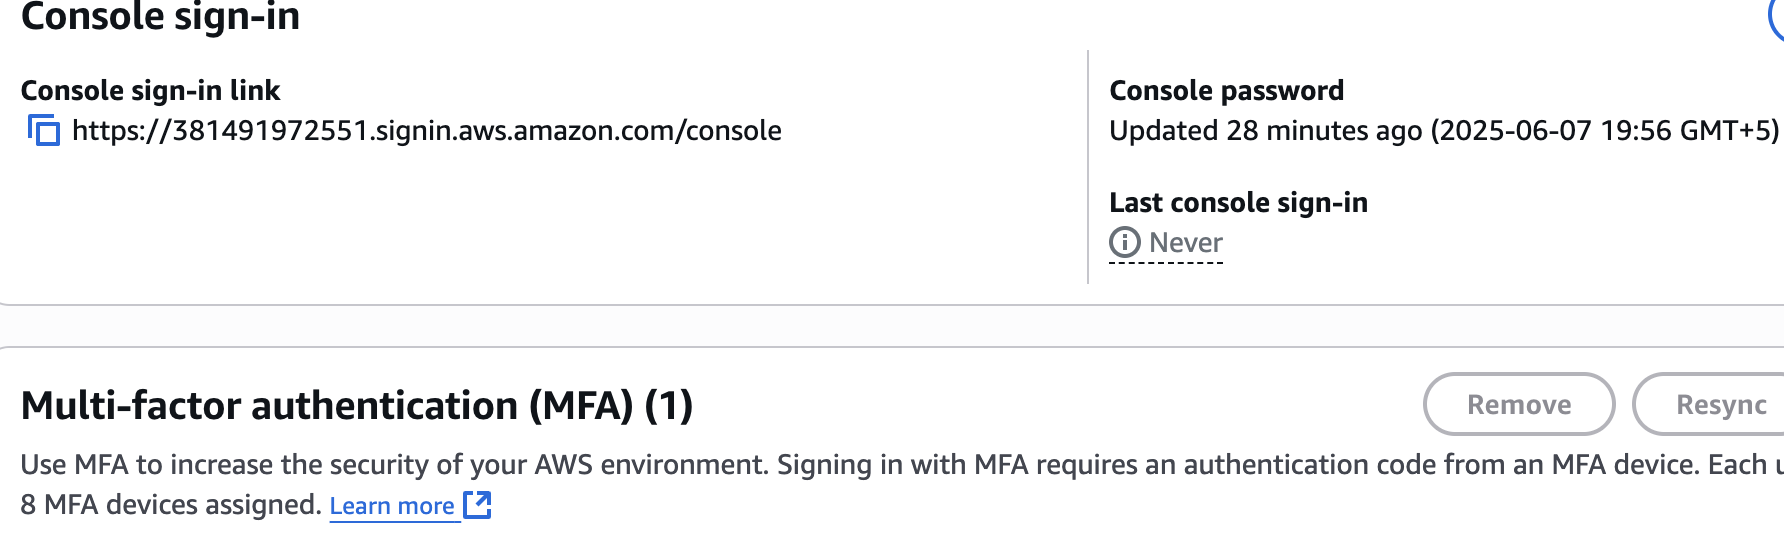 Console sign-in
Console sign-in link
https://381491972551.signin.aws.amazon.com/console
Console password
Updated 28 minutes ago (2025-06-07 19:56 GMT+5)
Last console sign-in
Never
Multi-factor authentication (MFA) (1)
Remove
Resync
Use MFA to increase the security of your AWS environment. Signing in with MFA requires an authentication code from an MFA device. Each
8 MFA devices assigned. Learn more